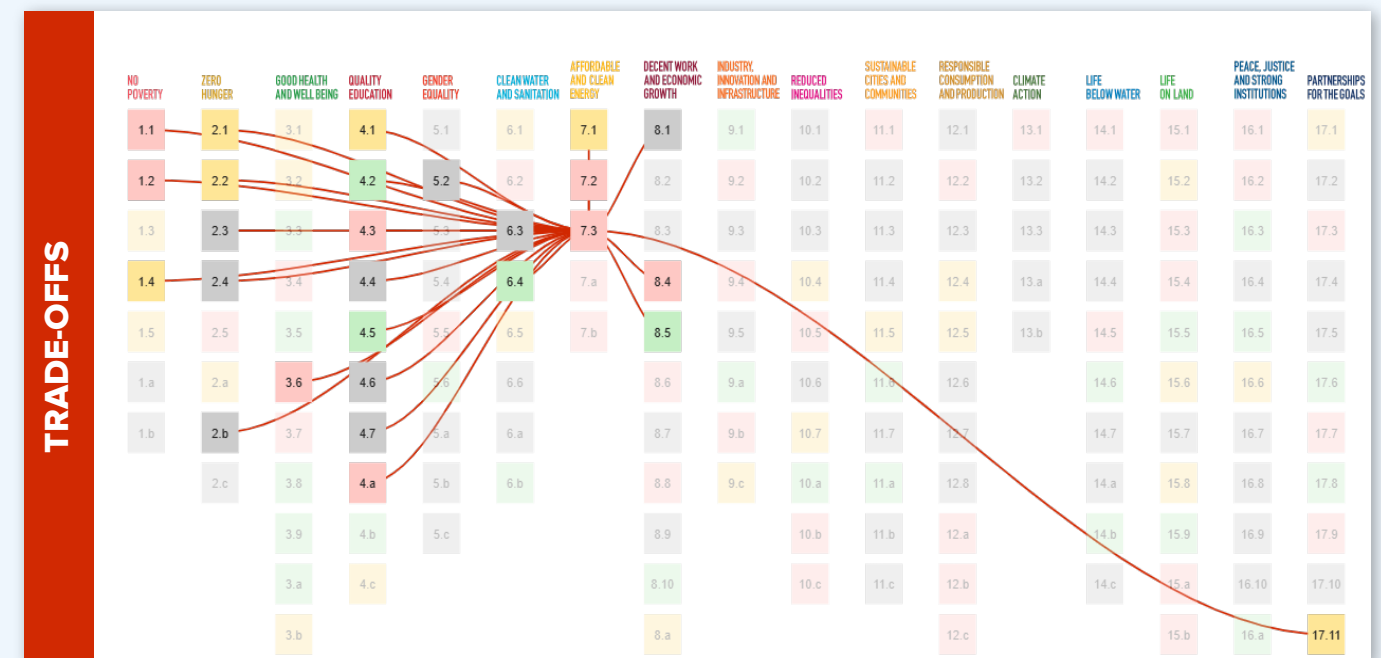 TRADE-OFFS
NO
POVERTY
ZERO
HUNGER
GOOD HEALTH
AND WELL BEING
QUALITY
EDUCATION
GENDER
EQUALITY
CLEAN WATER
AND SANITATION
AFFORDABLE
AND CLEAN
ENERGY
DECENT WORK
AND ECONOMIC
GROWTH
INDUSTRY,
INNOVATION AND
INFRASTRUCTURE
REDUCED
INEQUALITIES
SUSTAINABLE
CITIES AND
COMMUNITIES
RESPONSIBLE
CONSUMPTION
AND PRODUCTION
CLIMATE
ACTION
LIFE
BELOW WATER
LIFE
ON LAND
PEACE, JUSTICE
AND STRONG
INSTITUTIONS
PARTNERSHIPS
FOR THE GOALS
1.1 2.1 3.1 4.1 5.1 6.1 7.1 8.1 9.1 10.1 11.1 12.1 13.1 14.1 15.1 16.1 17.1
1.2 2.2 3.2 4.2 5.2 6.2 7.2 8.2 9.2 10.2 11.2 12.2 13.2 14.2 15.2 16.2 17.2
1.3 2.3 3.3 4.3 5.3 6.3 7.3 8.3 9.3 10.3 11.3 12.3 13.3 14.3 15.3 16.3 17.3
1.4 2.4 3.4 4.4 5.4 6.4 7.a 8.4 9.4 10.4 11.4 12.4 13.a 14.4 15.4 16.4 17.4
1.5 2.5 3.5 4.5 5.5 6.5 7.b 8.5 9.5 10.5 11.5 12.5 13.b 14.5 15.5 16.5 17.5
1.a 2.a 3.6 4.6 5.6 6.6 8.6 9.a 10.6 11.6 12.6 14.6 15.6 16.6 17.6
1.b 2.b 3.7 4.7 5.a 6.a 8.7 9.b 10.7 11.7 12.7 14.7 15.7 16.7 17.7
2.c 3.8 4.a 5.b 6.b 8.8 9.c 10.a 11.a 12.8 14.a 15.8 16.8 17.8
3.9 4.b 5.c 8.9 10.b 11.b 12.a 14.b 15.9 16.9 17.9
3.a 4.c 8.10 10.c 11.c 12.b 14.c 15.a 16.10 17.10
3.b 8.a 12.c 15.b 16.a 17.11